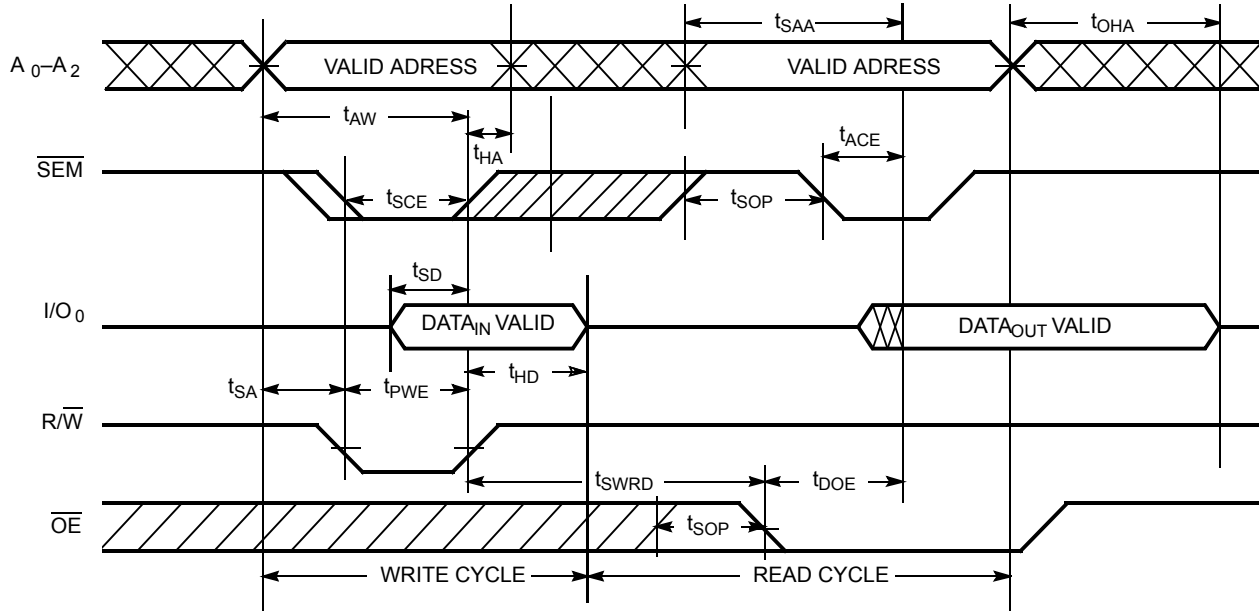 tSAA
tOHA
A0–A2
VALID ADRESS
VALID ADRESS
tAW
tHA
tACE
SEM
tSCE
tSOP
tSD
I/O0
DATAIN VALID
DATAOUT VALID
tSA
tPWE
tHD
R/W
tSWRD
tDOE
OE
tSOP
WRITE CYCLE
READ CYCLE